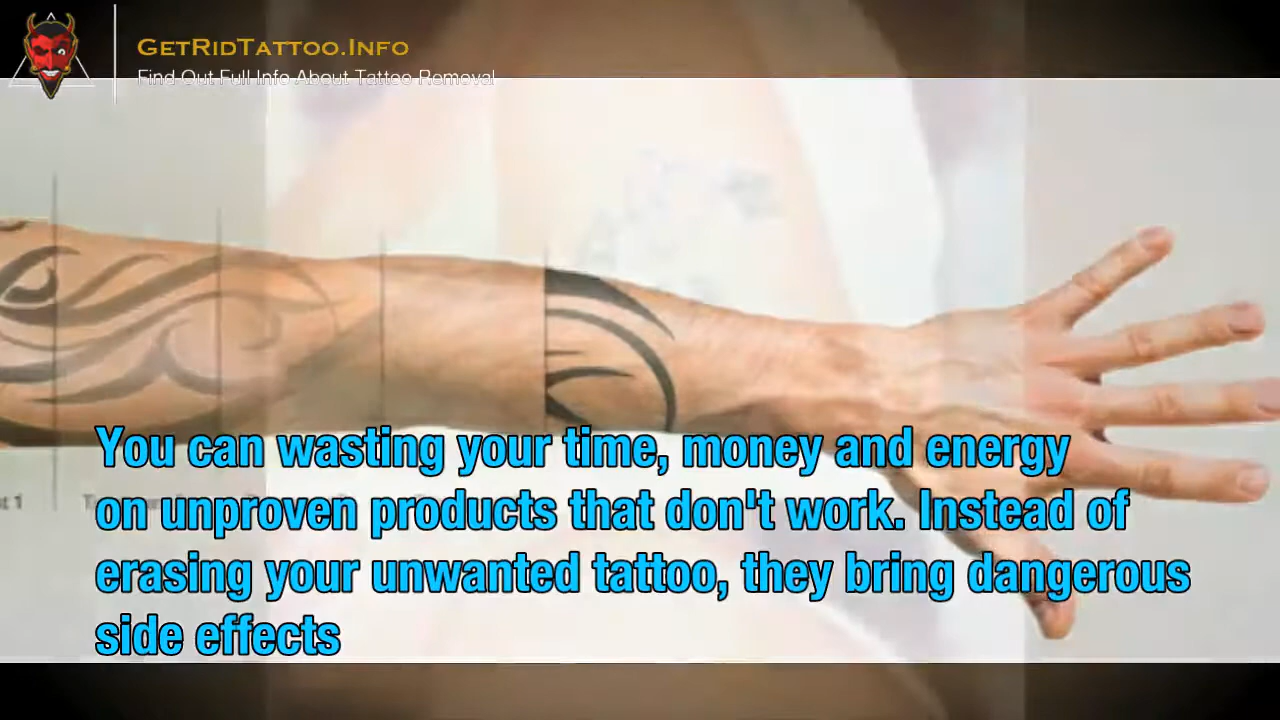 GetRidTattoo.Info
Find Out Full Info About Tattoo Removal
You can wasting your time, money and energy
on unproven products that don't work. Instead of
erasing your unwanted tattoo, they bring dangerous
side effects